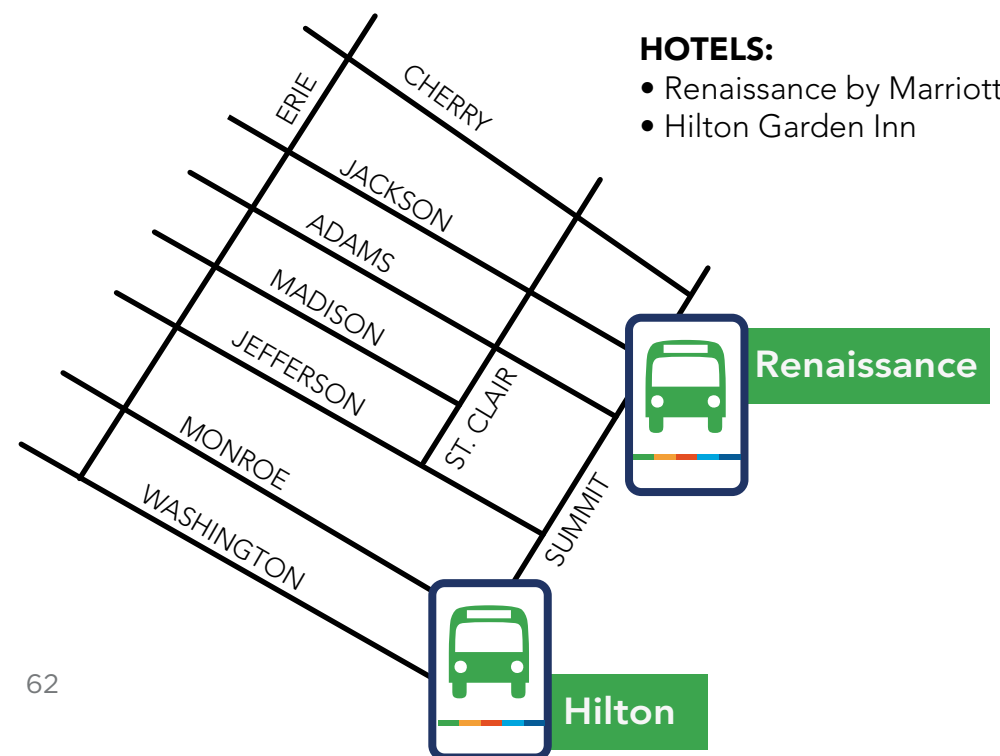 HOTELS:
• Renaissance by Marriott
• Hilton Garden Inn
CHERRY
ERIE
JACKSON
ADAMS
MADISON
JEFFERSON
ST. CLAIR
MONROE
SUMMIT
WASHINGTON
Renaissance
Hilton
62